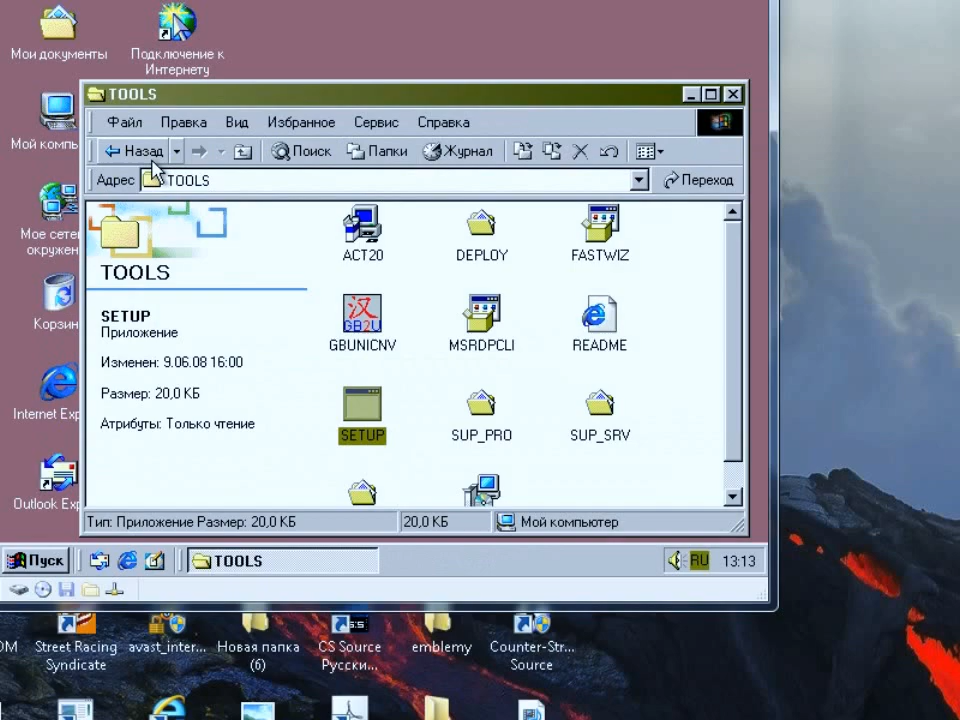 Мои документы
Подключение к
Интернету
TOOLS
Мой компь
Файл Правка Вид Избранное Сервис Справка
Назад Поиск Папки Журнал
Адрес TOOLS Переход
Мое сете
окружен
TOOLS
ACT20 DEPLOY FASTWIZ
Корзин
SETUP
Приложение
Изменен: 9.06.08 16:00
Размер: 20,0 КБ
Атрибуты: Только чтение
汉
GB2U
GBUNICNV MSRDPCLI README
Internet Exp
SETUP SUP_PRO SUP_SRV
Outlook Exp
Тип: Приложение Размер: 20,0 КБ 20,0 КБ Мой компьютер
Пуск TOOLS RU 13:13
OM Street Racing
Syndicate
avast_inter...
Новая папка
(6)
CS Source
Русски...
emblemy
Counter-Str...
Source